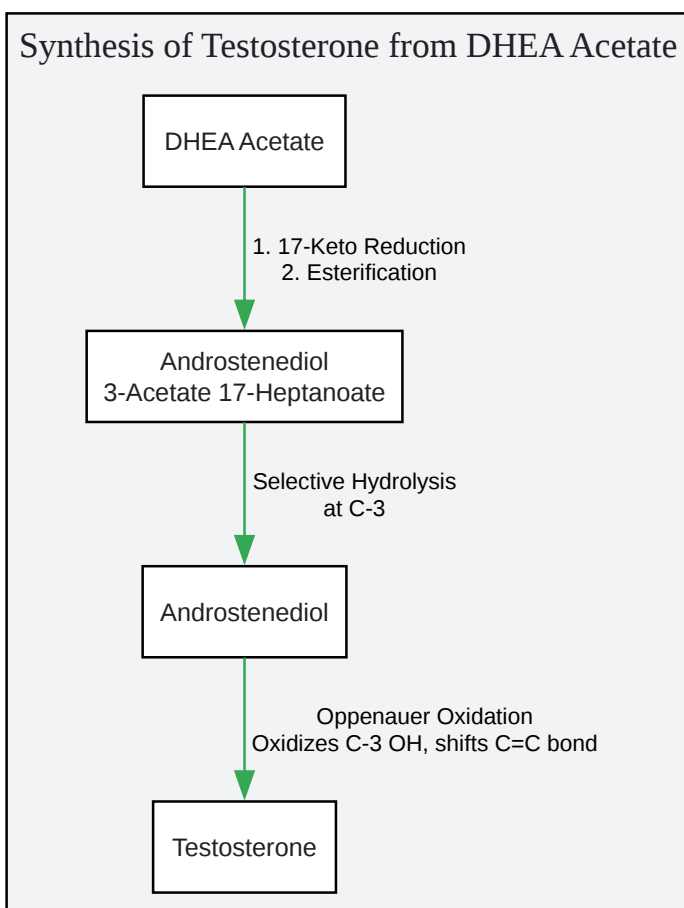 Synthesis of Testosterone from DHEA Acetate
DHEA Acetate
1. 17-Keto Reduction
2. Esterification
Androstenediol
3-Acetate 17-Heptanoate
Selective Hydrolysis
at C-3
Androstenediol
Oppenauer Oxidation
Oxidizes C-3 OH, shifts C=C bond
Testosterone